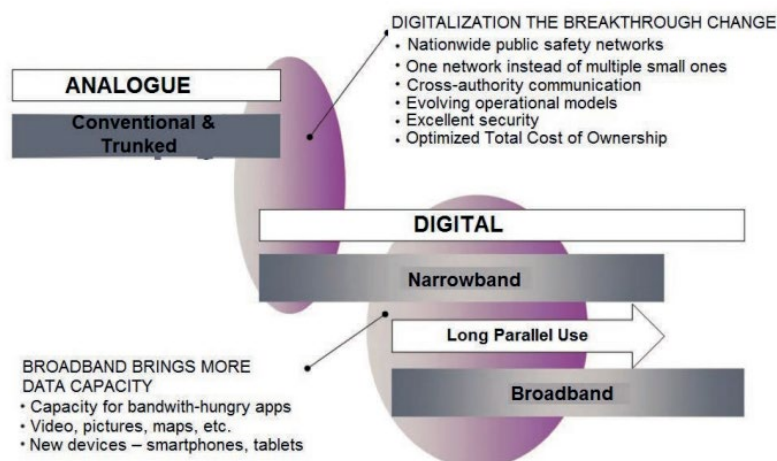 DIGITALIZATION THE BREAKTHROUGH CHANGE
• Nationwide public safety networks
• One network instead of multiple small ones
• Cross-authority communication
• Evolving operational models
• Excellent security
• Optimized Total Cost of Ownership
ANALOGUE
Conventional &
Trunked
DIGITAL
Narrowband
Long Parallel Use
Broadband
BROADBAND BRINGS MORE
DATA CAPACITY
• Capacity for bandwith-hungry apps
• Video, pictures, maps, etc.
• New devices – smartphones, tablets